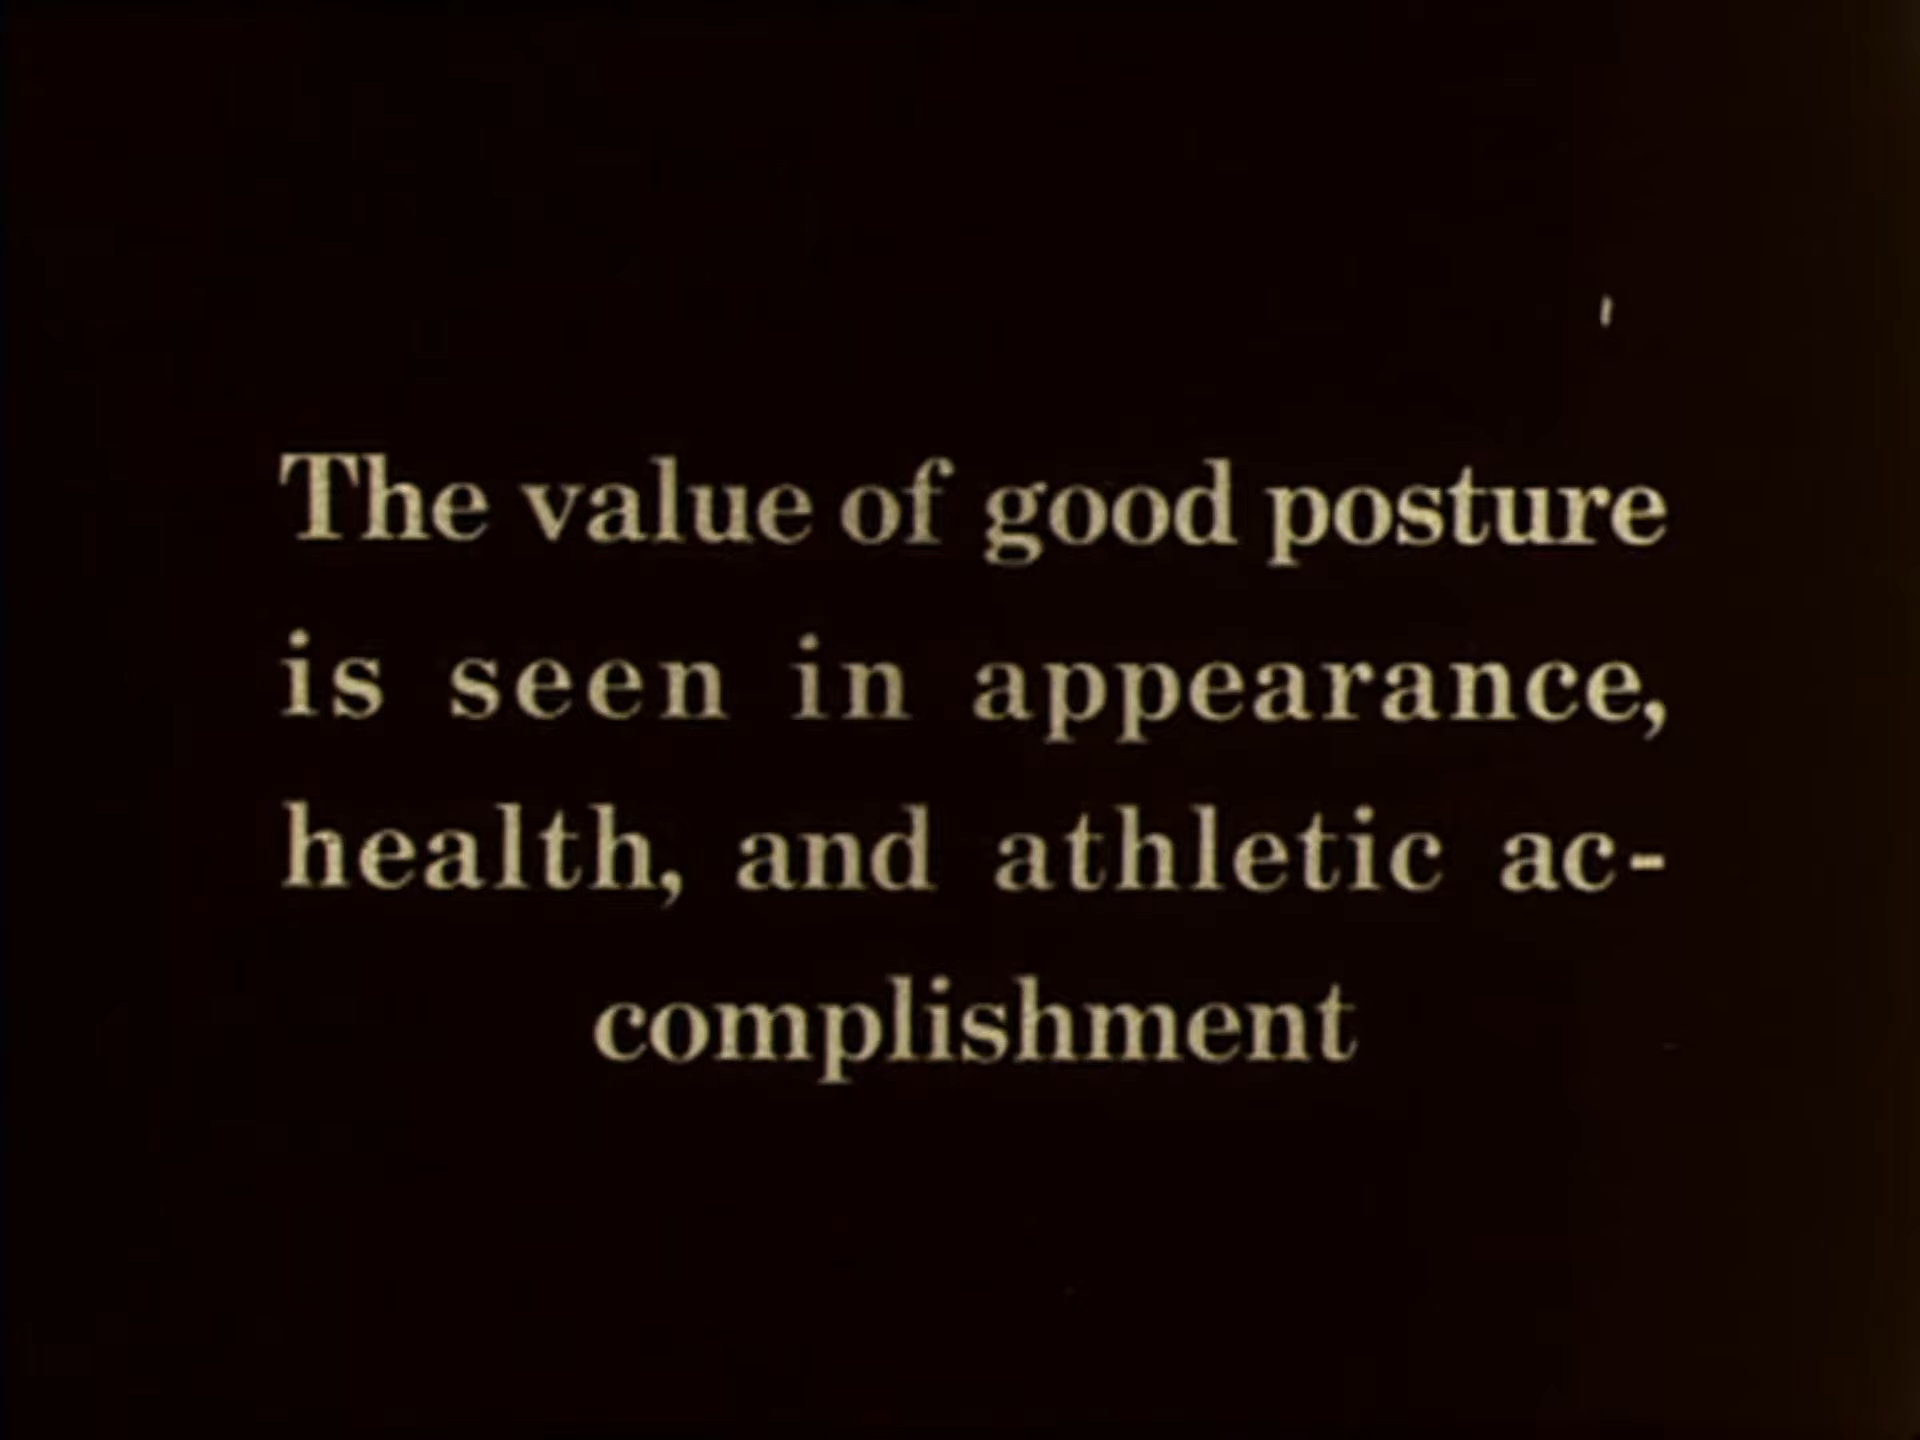 The value of good posture
is seen in appearance,
health, and athletic ac-
complishment